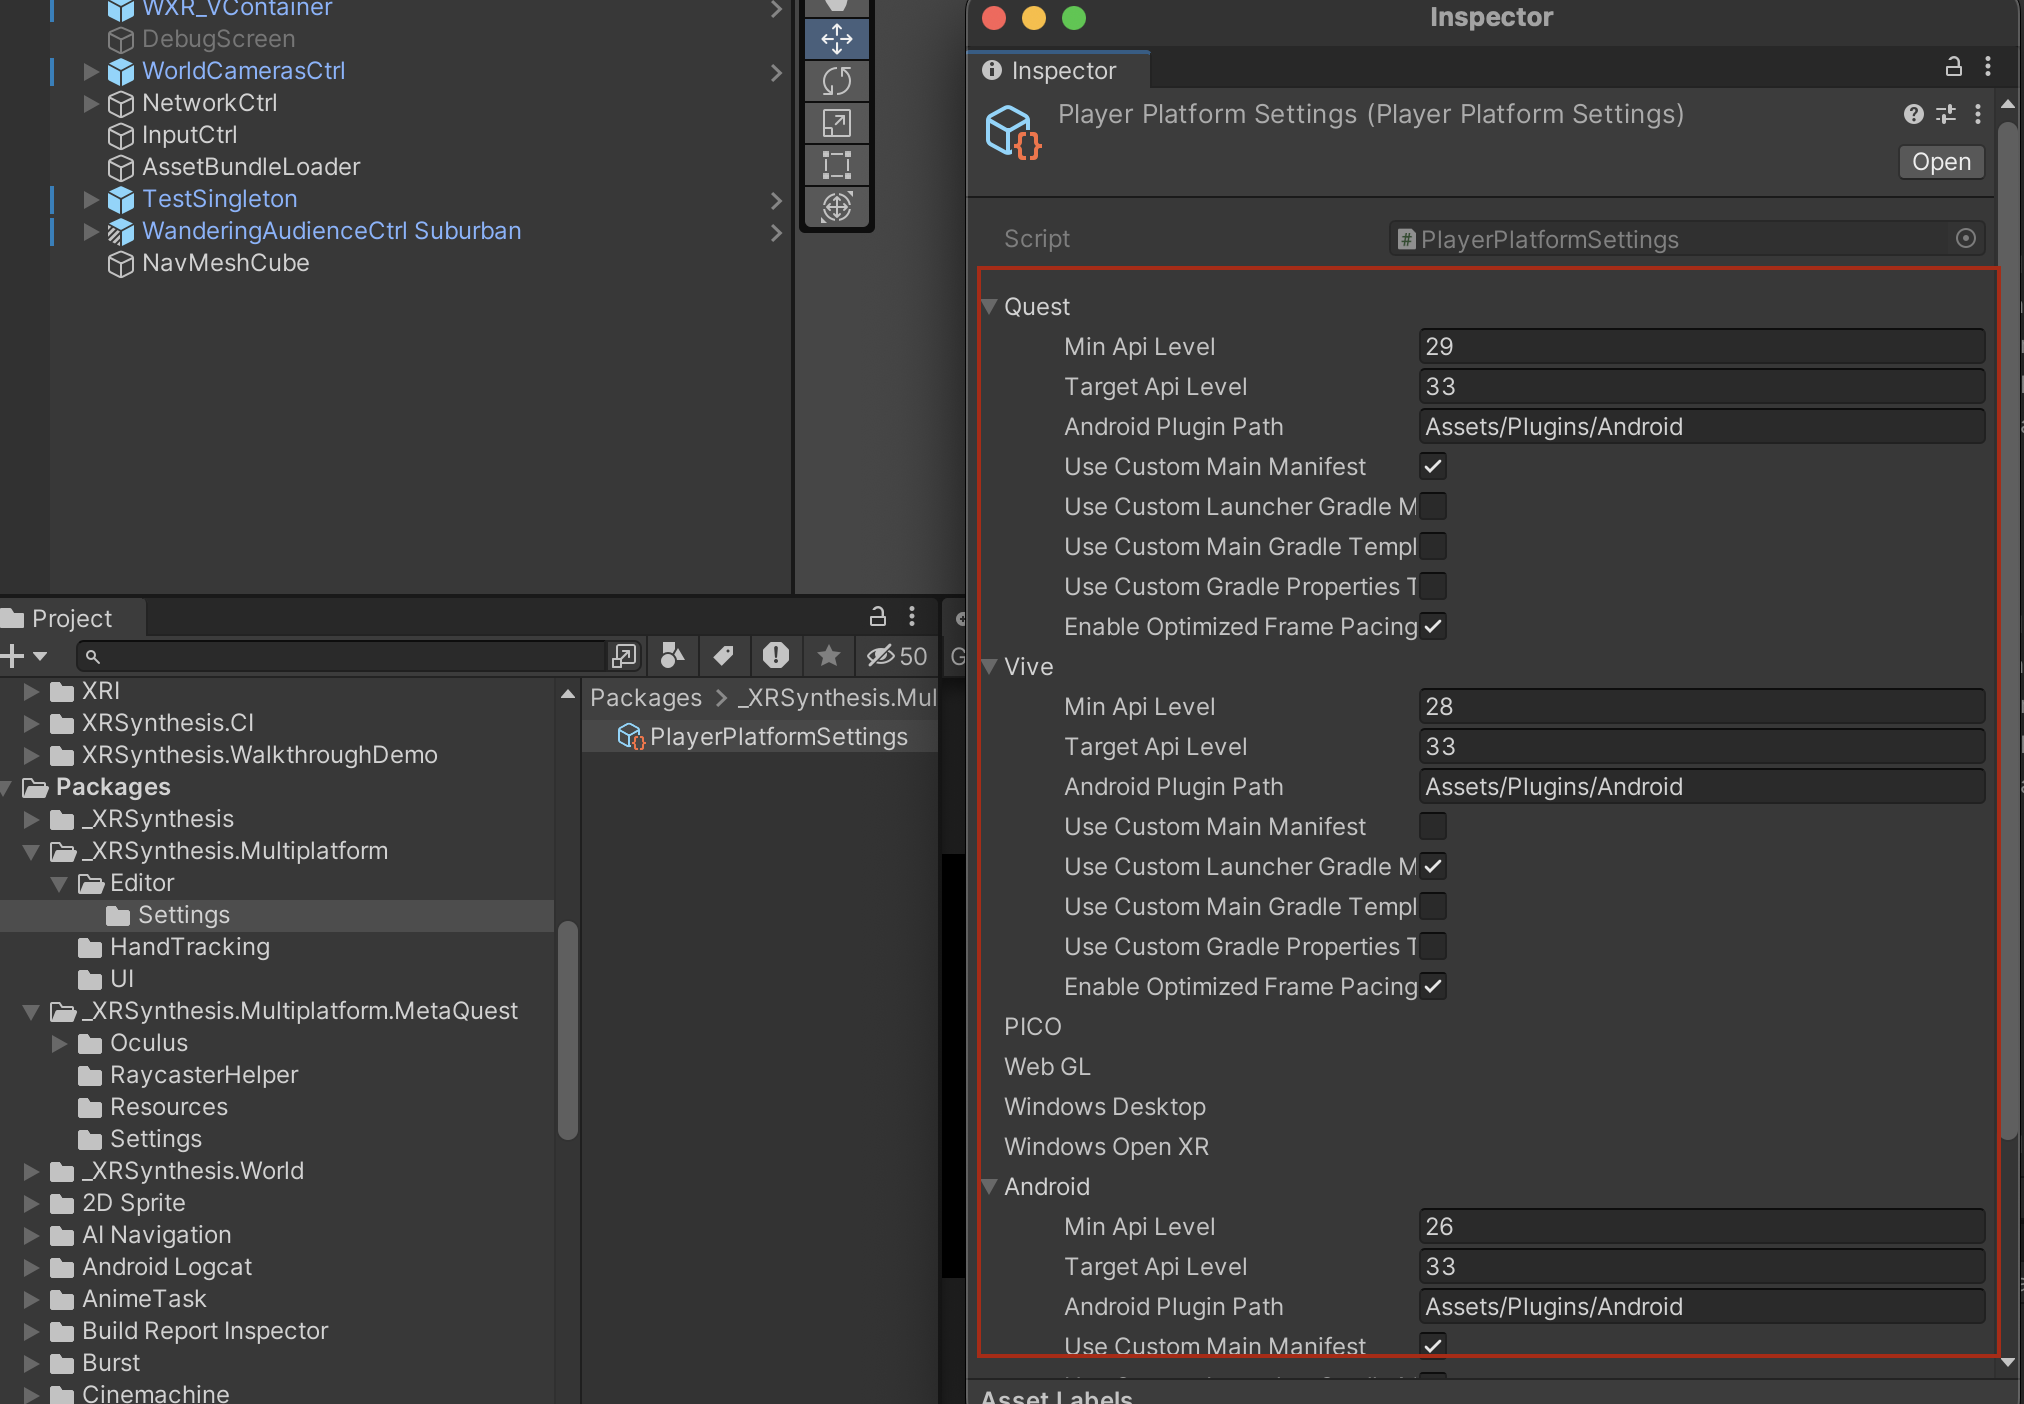 WXR_VContainer
DebugScreen
WorldCamerasCtrl
NetworkCtrl
InputCtrl
AssetBundleLoader
TestSingleton
WanderingAudienceCtrl Suburban
NavMeshCube
Project
50
G
XRI
XRSynthesis.CI
XRSynthesis.WalkthroughDemo
Packages
_XRSynthesis
_XRSynthesis.Multiplatform
Editor
Settings
HandTracking
UI
_XRSynthesis.Multiplatform.MetaQuest
Oculus
RaycasterHelper
Resources
Settings
_XRSynthesis.World
2D Sprite
AI Navigation
Android Logcat
AnimeTask
Build Report Inspector
Burst
Cinemachine
Packages > _XRSynthesis.Mul
PlayerPlatformSettings
Inspector
Inspector
Player Platform Settings (Player Platform Settings)
Open
Script PlayerPlatformSettings
Quest
Min Api Level 29
Target Api Level 33
Android Plugin Path Assets/Plugins/Android
Use Custom Main Manifest
Use Custom Launcher Gradle M
Use Custom Main Gradle Templ
Use Custom Gradle Properties T
Enable Optimized Frame Pacing
Vive
Min Api Level 28
Target Api Level 33
Android Plugin Path Assets/Plugins/Android
Use Custom Main Manifest
Use Custom Launcher Gradle M
Use Custom Main Gradle Templ
Use Custom Gradle Properties T
Enable Optimized Frame Pacing
PICO
Web GL
Windows Desktop
Windows Open XR
Android
Min Api Level 26
Target Api Level 33
Android Plugin Path Assets/Plugins/Android
Use Custom Main Manifest
Asset Labels